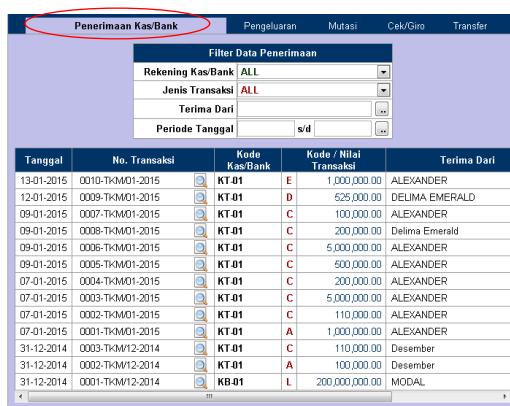 Penerimaan Kas/Bank Pengeluaran Mutasi Cek/Giro Transfer
Filter Data Penerimaan
Rekening Kas/Bank ALL
Jenis Transaksi ALL
Terima Dari ..
Periode Tanggal s/d ..
Tanggal No. Transaksi Kode Kas/Bank Kode / Nilai Transaksi Terima Dari
13-01-2015 0010-TKM/01-2015 KT-01 E 1,000,000.00 ALEXANDER
12-01-2015 0009-TKM/01-2015 KT-01 D 525,000.00 DELIMA EMERALD
09-01-2015 0007-TKM/01-2015 KT-01 C 100,000.00 ALEXANDER
09-01-2015 0008-TKM/01-2015 KT-01 C 200,000.00 Delima Emerald
09-01-2015 0006-TKM/01-2015 KT-01 C 5,000,000.00 ALEXANDER
09-01-2015 0005-TKM/01-2015 KT-01 C 500,000.00 ALEXANDER
07-01-2015 0004-TKM/01-2015 KT-01 C 200,000.00 ALEXANDER
07-01-2015 0003-TKM/01-2015 KT-01 C 5,000,000.00 ALEXANDER
07-01-2015 0002-TKM/01-2015 KT-01 C 110,000.00 ALEXANDER
07-01-2015 0001-TKM/01-2015 KT-01 A 1,000,000.00 ALEXANDER
31-12-2014 0003-TKM/12-2014 KT-01 C 110,000.00 Desember
31-12-2014 0002-TKM/12-2014 KT-01 A 100,000.00 Desember
31-12-2014 0001-TKM/12-2014 KB-01 L 200,000,000.00 MODAL